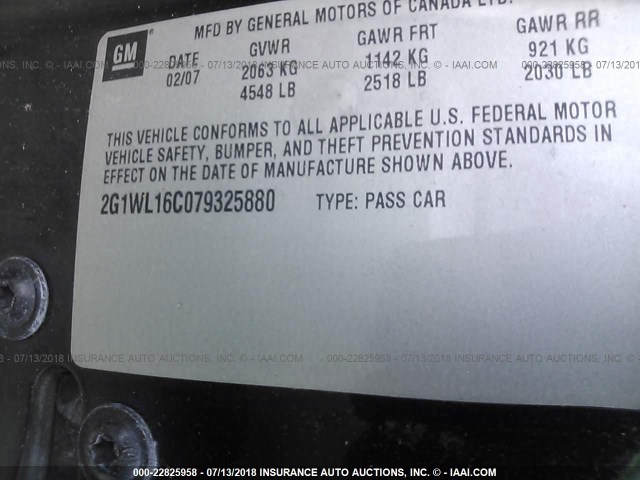 MFD BY GENERAL MOTORS OF CANADA LTD.
GM ®
DATE GVWR GAWR FRT GAWR RR
02/07 2063 KG 1142 KG 921 KG
4548 LB 2518 LB 2030 LB
THIS VEHICLE CONFORMS TO ALL APPLICABLE U.S. FEDERAL MOTOR
VEHICLE SAFETY, BUMPER, AND THEFT PREVENTION STANDARDS IN
EFFECT ON THE DATE OF MANUFACTURE SHOWN ABOVE.
2G1WL16C079325880 TYPE: PASS CAR
000-22825958 - 07/13/2018 INSURANCE AUTO AUCTIONS, INC. © - IAAI.COM